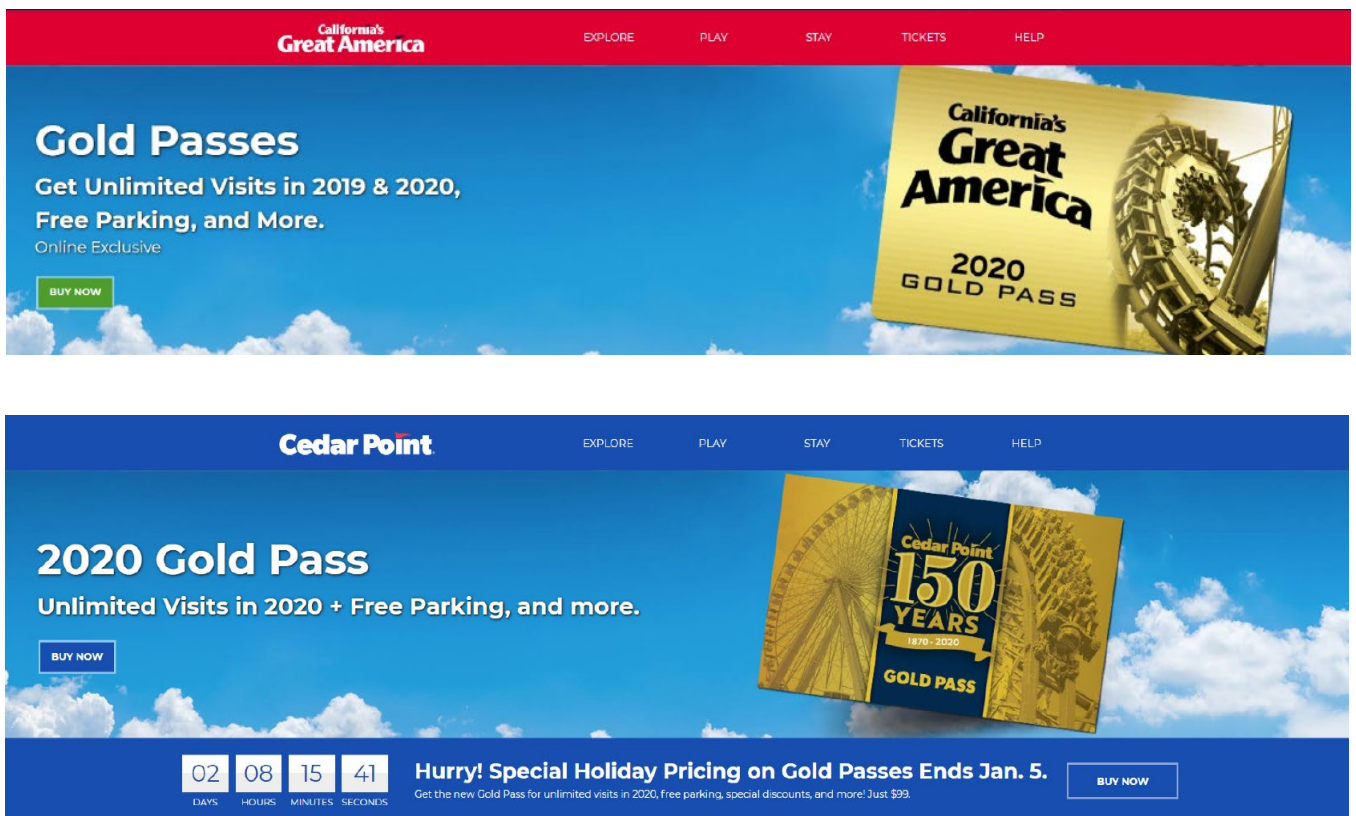 California's
Great America
EXPLORE PLAY STAY TICKETS HELP
Gold Passes
Get Unlimited Visits in 2019 & 2020,
Free Parking, and More.
Online Exclusive
BUY NOW
California's
Great
America
2020
GOLD PASS
Cedar Point
EXPLORE PLAY STAY TICKETS HELP
2020 Gold Pass
Unlimited Visits in 2020 + Free Parking, and more.
BUY NOW
Cedar Point
150
YEARS
1870 - 2020
GOLD PASS
02 08 15 41
DAYS HOURS MINUTES SECONDS
Hurry! Special Holiday Pricing on Gold Passes Ends Jan. 5.
Get the new Gold Pass for unlimited visits in 2020, free parking, special discounts, and more! Just $99.
BUY NOW